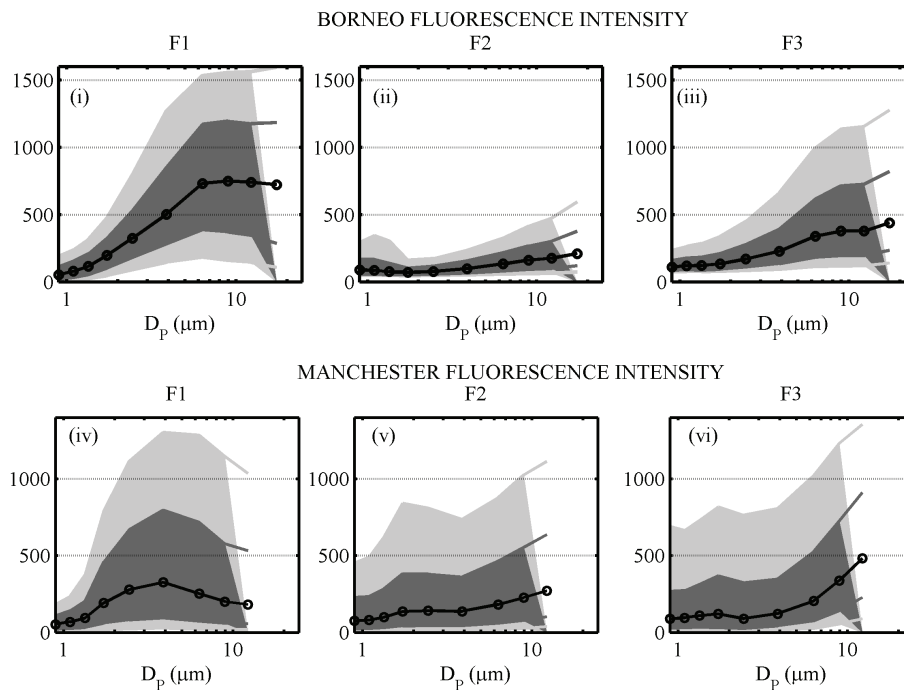 BORNEO FLUORESCENCE INTENSITY
F1 F2 F3
1500 1500 1500
(i) (ii) (iii)
1000 1000 1000
500 500 500
0 0 0
1 10 1 10 1 10
D_P (μm) D_P (μm) D_P (μm)
MANCHESTER FLUORESCENCE INTENSITY
F1 F2 F3
(iv) (v) (vi)
1000 1000 1000
500 500 500
0 0 0
1 10 1 10 1 10
D_P (μm) D_P (μm) D_P (μm)